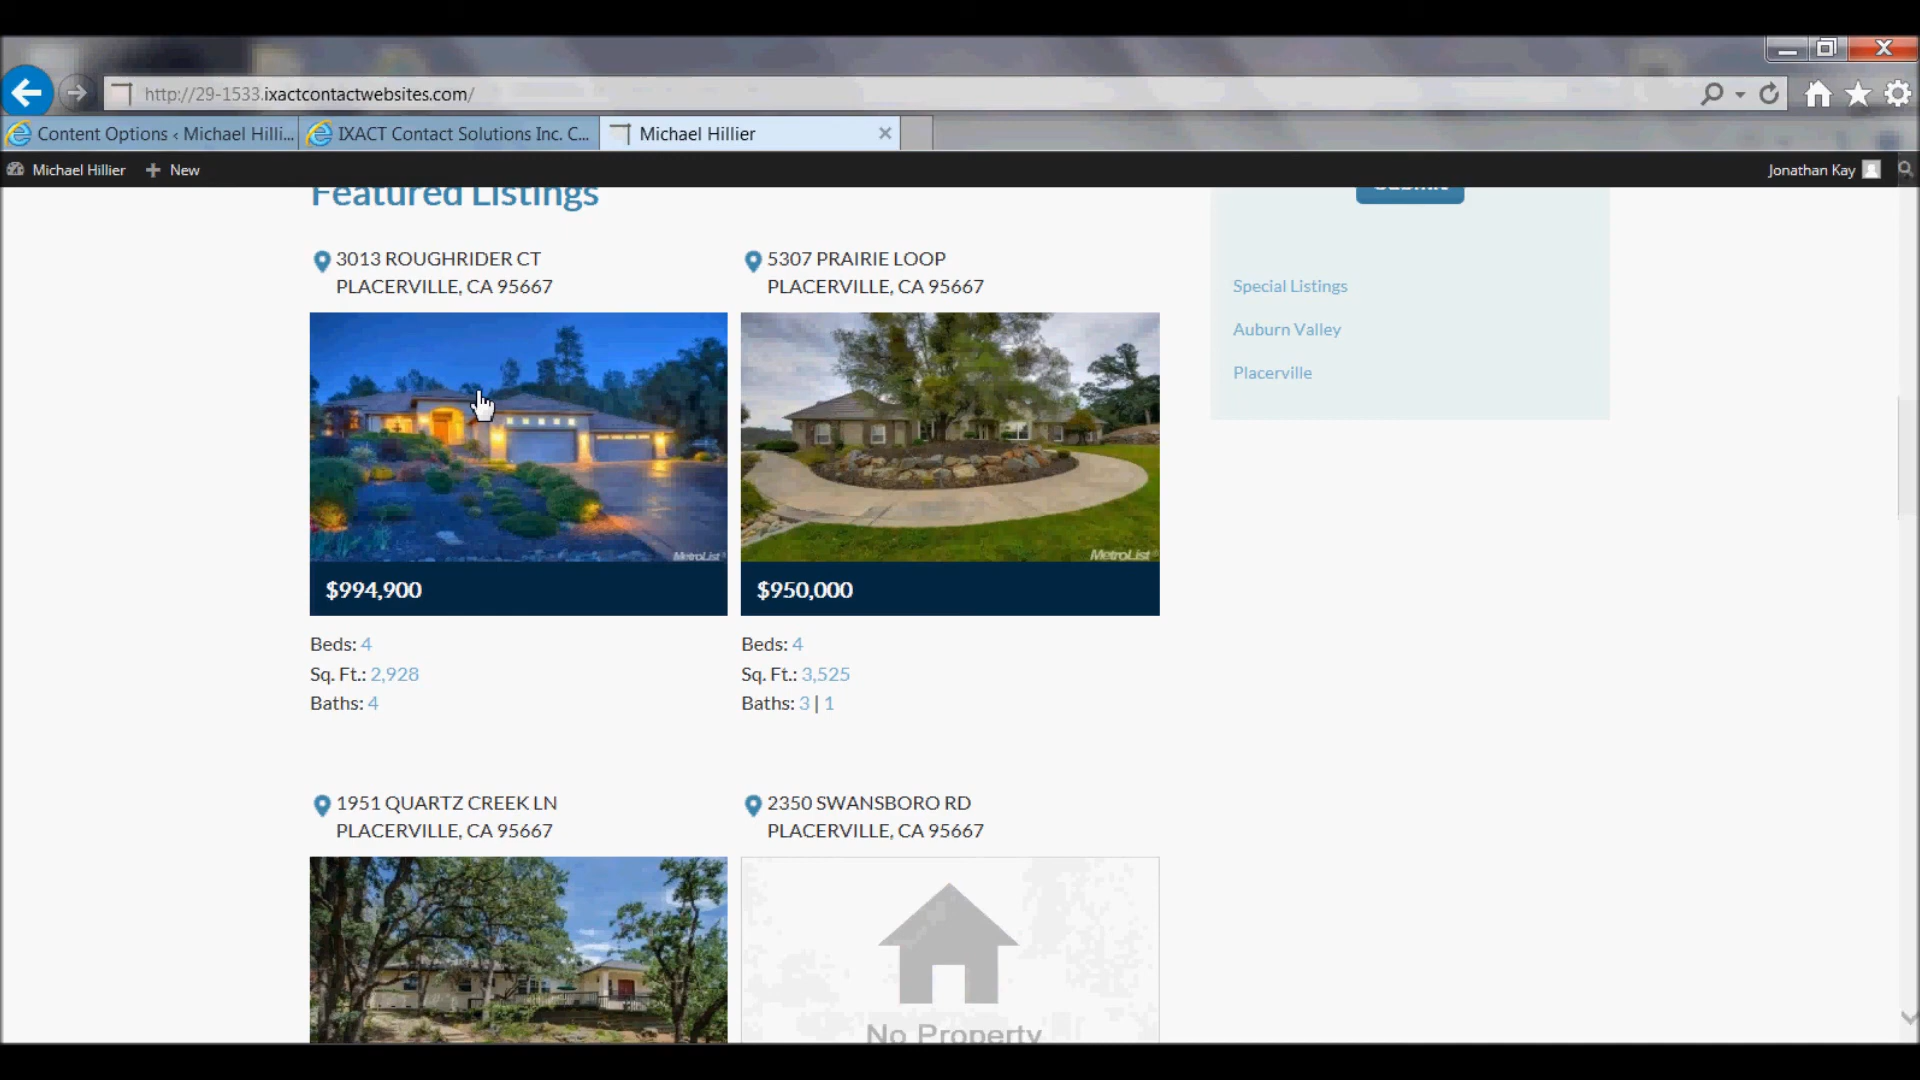 http://29-1533.ixactcontactwebsites.com/
Content Options ‹ Michael Hilli...
IXACT Contact Solutions Inc. C...
Michael Hillier
Michael Hillier
New
Jonathan Kay
Featured Listings
Submit
3013 ROUGHRIDER CT
PLACERVILLE, CA 95667
5307 PRAIRIE LOOP
PLACERVILLE, CA 95667
Special Listings
Auburn Valley
Placerville
MetroList
MetroList
$994,900
$950,000
Beds: 4
Sq. Ft.: 2,928
Baths: 4
Beds: 4
Sq. Ft.: 3,525
Baths: 3 | 1
1951 QUARTZ CREEK LN
PLACERVILLE, CA 95667
2350 SWANSBORO RD
PLACERVILLE, CA 95667
No Property